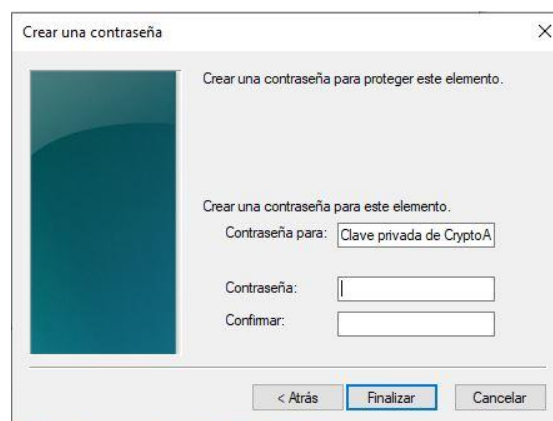 Crear una contraseña
Crear una contraseña para proteger este elemento.
Crear una contraseña para este elemento.
Contraseña para: Clave privada de CryptoA
Contraseña:
Confirmar:
< Atrás Finalizar Cancelar